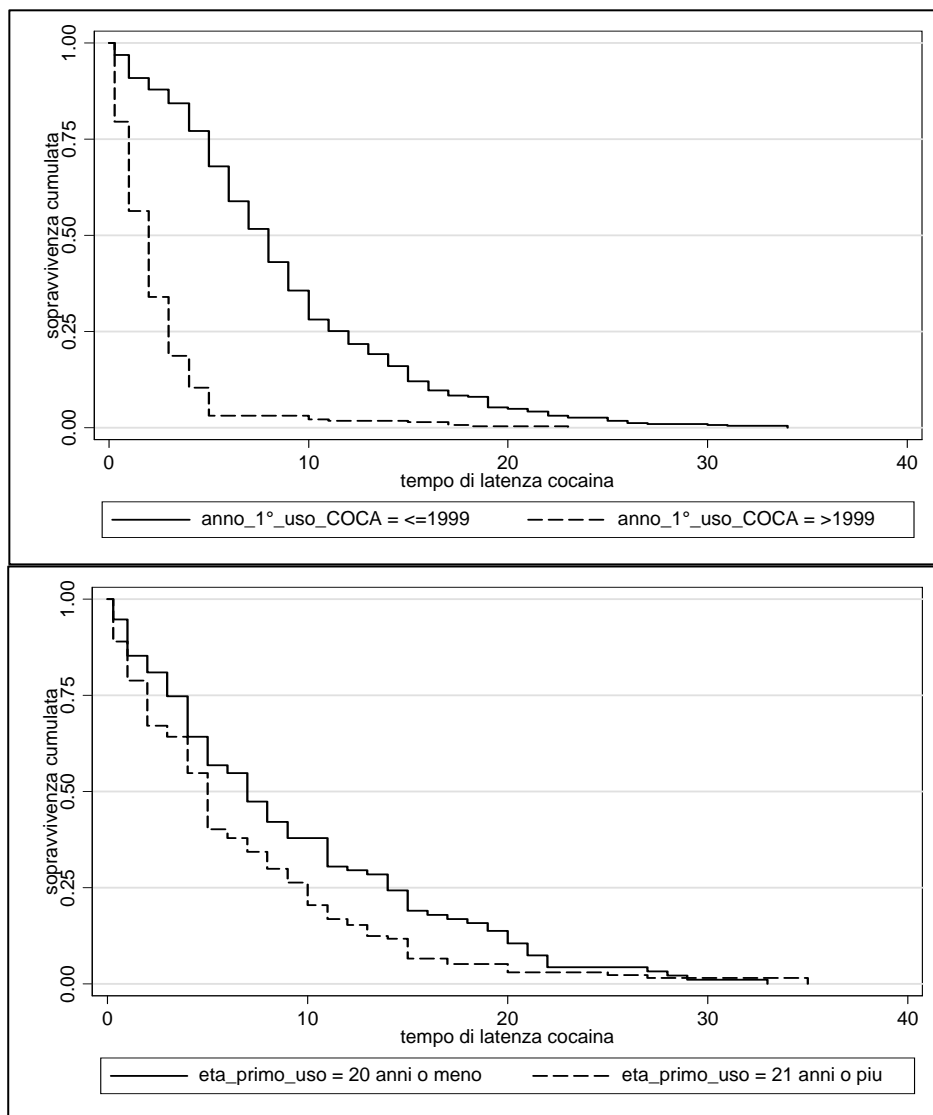 sopravvivenza cumulata
1.00
0.75
0.50
0.25
0.00
0 10 20 30 40
tempo di latenza cocaina
anno_1°_uso_COCA = <=1999 anno_1°_uso_COCA = >1999
sopravvivenza cumulata
1.00
0.75
0.50
0.25
0.00
0 10 20 30 40
tempo di latenza cocaina
eta_primo_uso = 20 anni o meno eta_primo_uso = 21 anni o piu